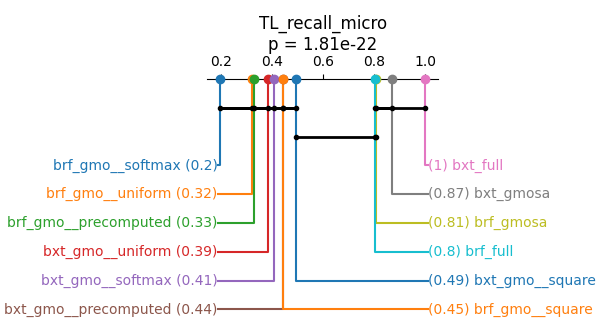 TL_recall_micro
p = 1.81e-22
0.2 0.4 0.6 0.8 1.0
brf_gmo__softmax (0.2) (1) bxt_full
brf_gmo__uniform (0.32) (0.87) bxt_gmosa
brf_gmo__precomputed (0.33) (0.81) brf_gmosa
bxt_gmo__uniform (0.39) (0.8) brf_full
bxt_gmo__softmax (0.41) (0.49) bxt_gmo__square
bxt_gmo__precomputed (0.44) (0.45) brf_gmo__square